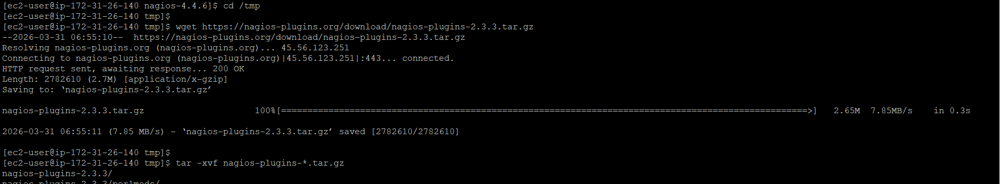 [ec2-user@ip-172-31-26-140 nagios-4.4.6]$ cd /tmp
[ec2-user@ip-172-31-26-140 tmp]$
[ec2-user@ip-172-31-26-140 tmp]$ wget https://nagios-plugins.org/download/nagios-plugins-2.3.3.tar.gz
--2026-03-31 06:55:10--  https://nagios-plugins.org/download/nagios-plugins-2.3.3.tar.gz
Resolving nagios-plugins.org (nagios-plugins.org)... 45.56.123.251
Connecting to nagios-plugins.org (nagios-plugins.org)|45.56.123.251|:443... connected.
HTTP request sent, awaiting response... 200 OK
Length: 2782610 (2.7M) [application/x-gzip]
Saving to: ‘nagios-plugins-2.3.3.tar.gz’
nagios-plugins-2.3.3.tar.gz                     100%[====================================================================================================>]   2.65M  7.85MB/s    in 0.3s
2026-03-31 06:55:11 (7.85 MB/s) - ‘nagios-plugins-2.3.3.tar.gz’ saved [2782610/2782610]
[ec2-user@ip-172-31-26-140 tmp]$
[ec2-user@ip-172-31-26-140 tmp]$ tar -xvf nagios-plugins-*.tar.gz
nagios-plugins-2.3.3/
nagios-plugins-2.3.3/perlmods/